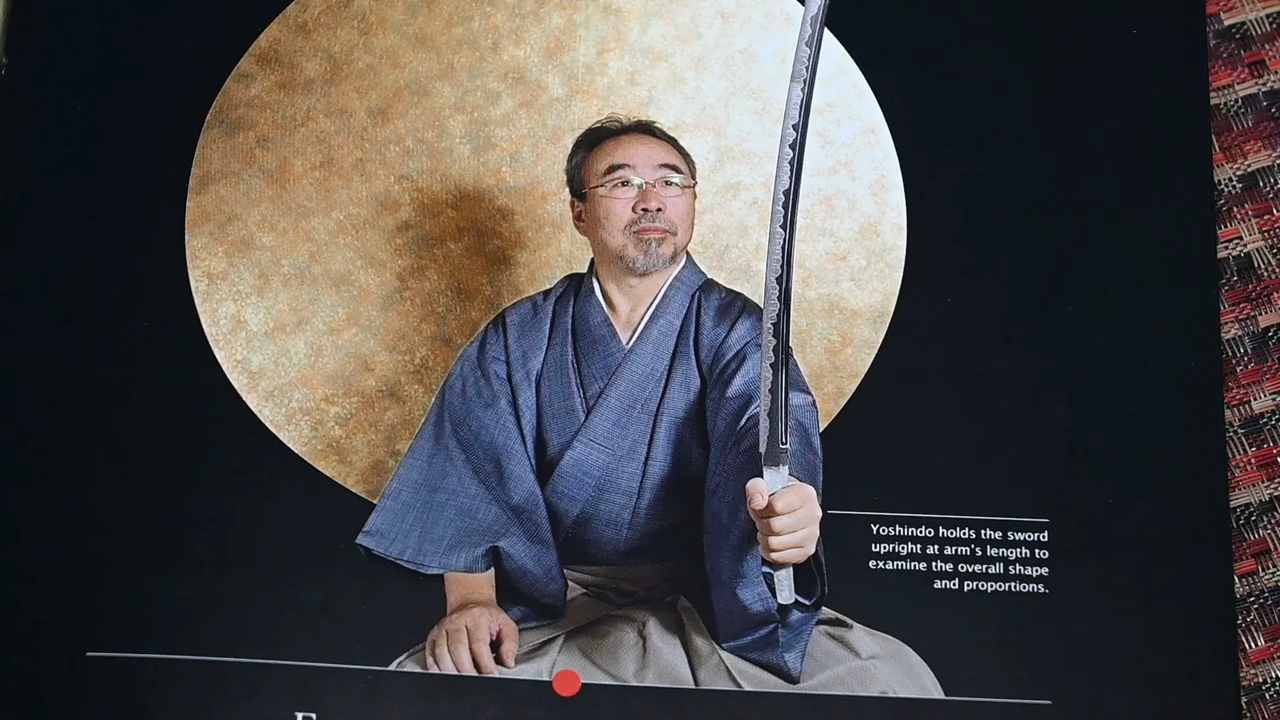 Yoshindo holds the sword
upright at arm's length to
examine the overall shape
and proportions.